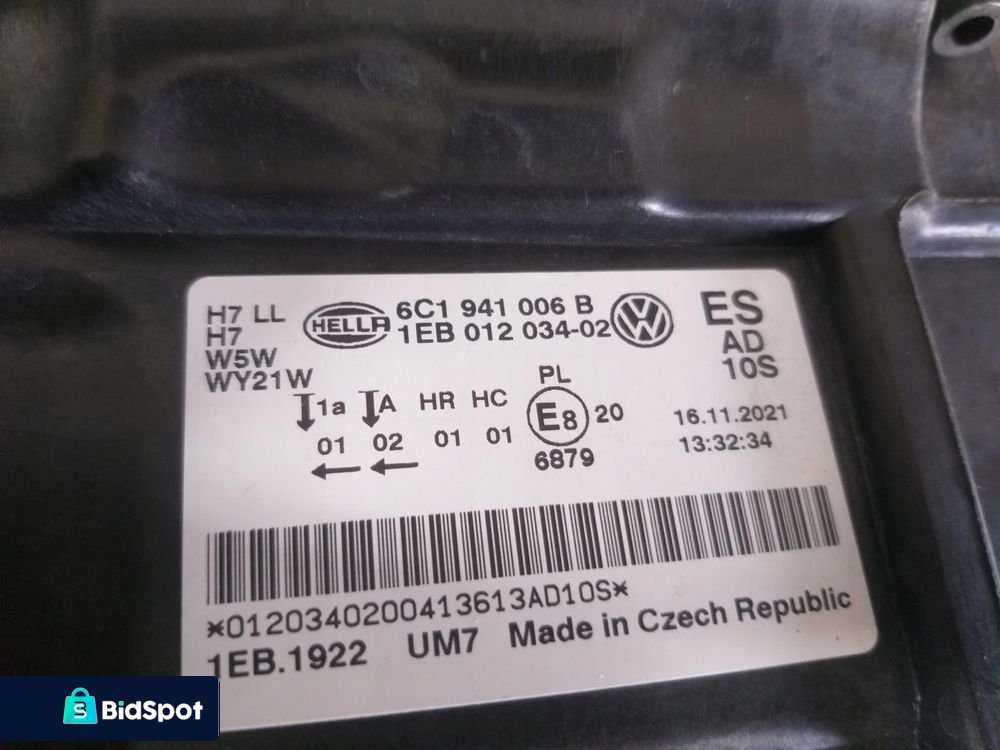 H7 LL
H7
W5W
WY21W
HELLA
6C1 941 006 B
1EB 012 034-02
ES
AD
10S
1a A HR HC
01 02 01 01
PL
E8 20
6879
16.11.2021
13:32:34
*0120340200413613AD10S*
1EB.1922 UM7 Made in Czech Republic
S BidSpot